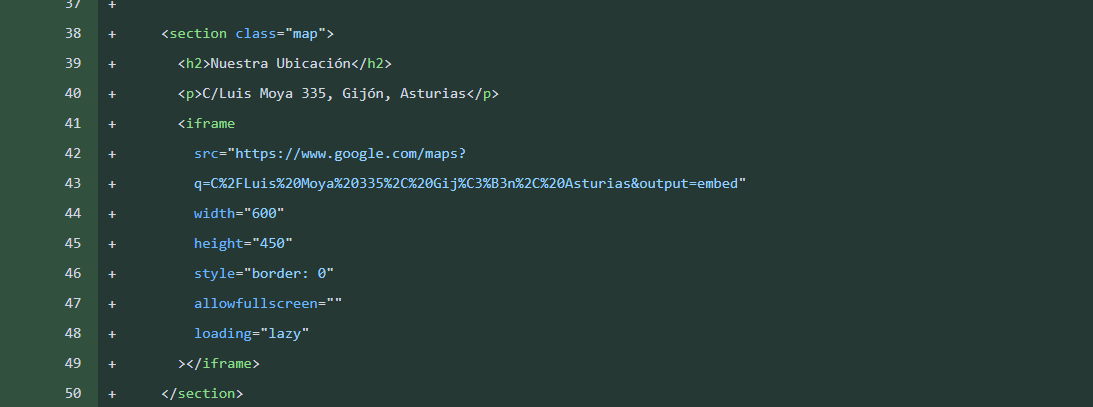 37 +
38 + <section class="map">
39 + <h2>Nuestra Ubicación</h2>
40 + <p>C/Luis Moya 335, Gijón, Asturias</p>
41 + <iframe
42 + src="https://www.google.com/maps?
43 + q=C%2FLuis%20Moya%20335%2C%20Gij%C3%B3n%2C%20Asturias&output=embed"
44 + width="600"
45 + height="450"
46 + style="border: 0"
47 + allowfullscreen=""
48 + loading="lazy"
49 + ></iframe>
50 + </section>